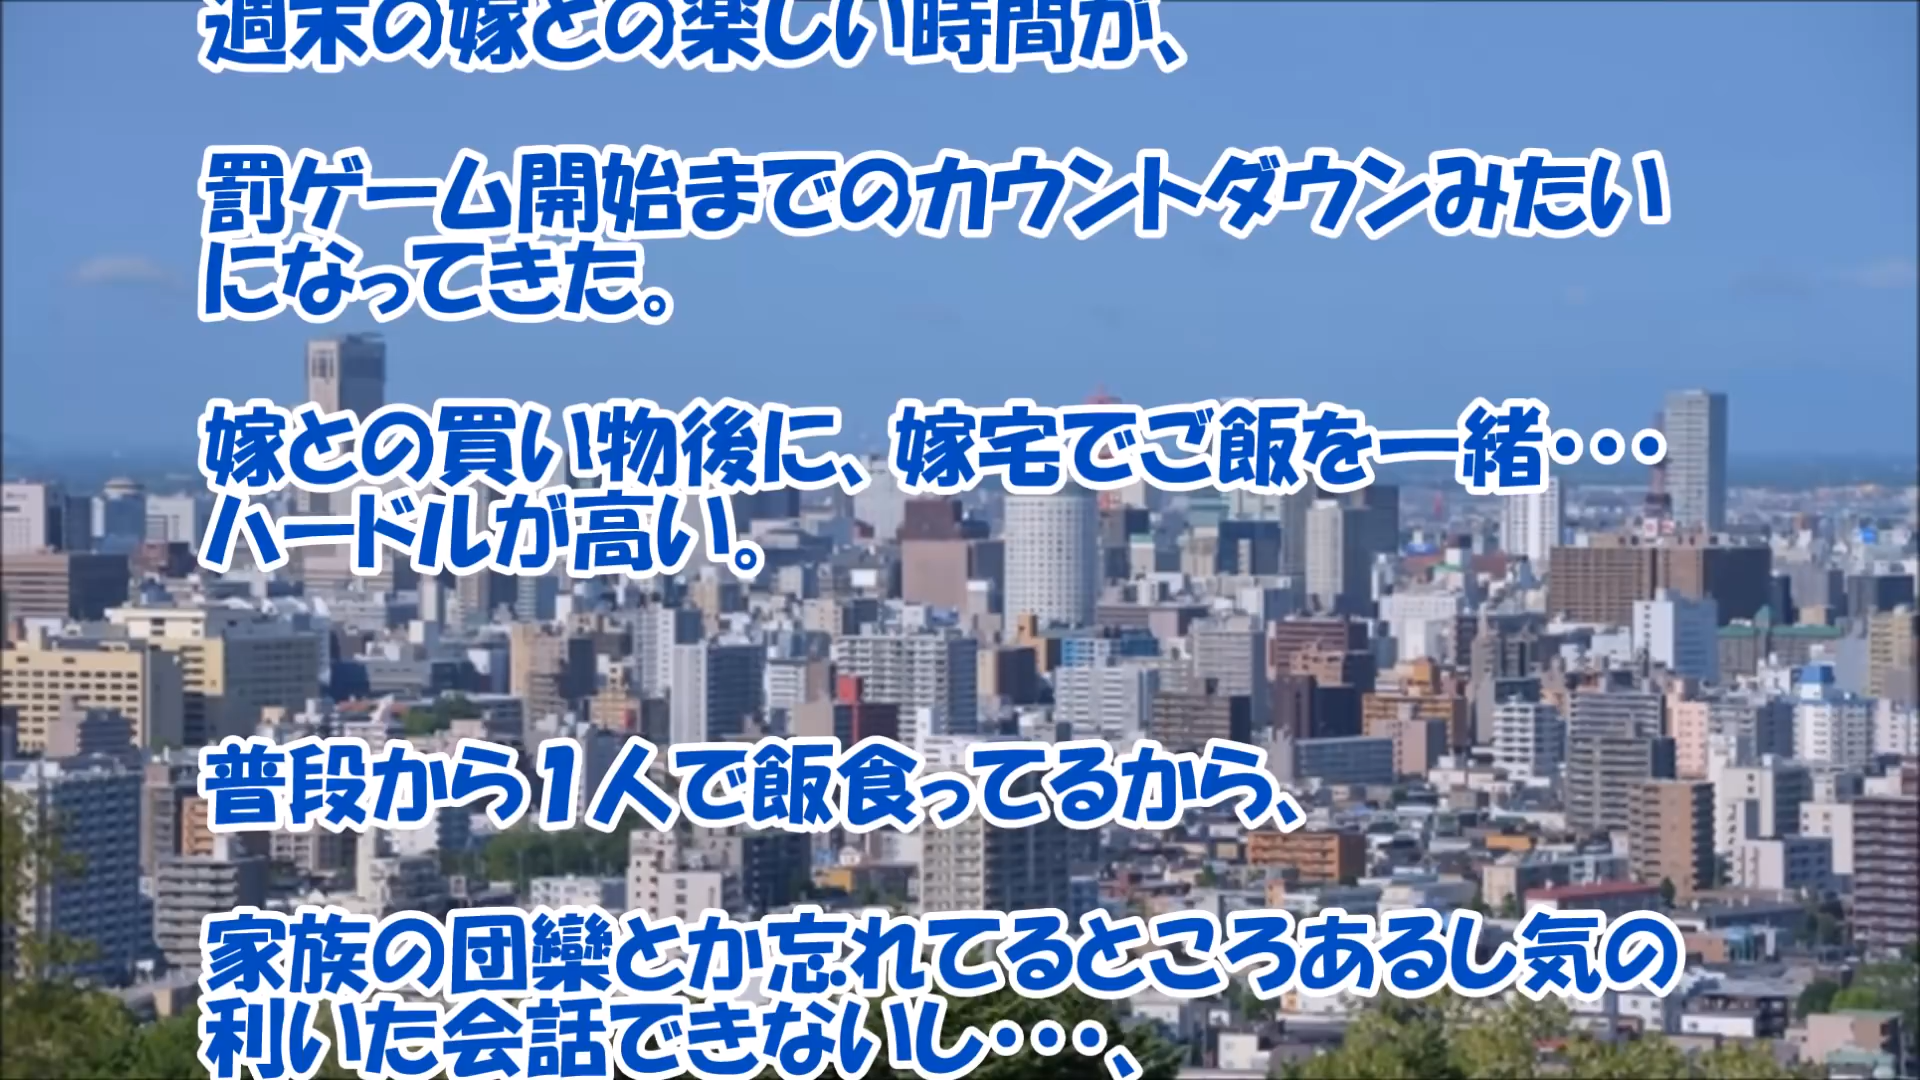 週末の嫁との楽しい時間が、
罰ゲーム開始までのカウントダウンみたい
になってきた。
嫁との買い物後に、嫁宅でご飯を一緒・・・
ハードルが高い。
普段から1人で飯食ってるから、
家族の団欒とか忘れてるところあるし気の
利いた会話できないし・・・、